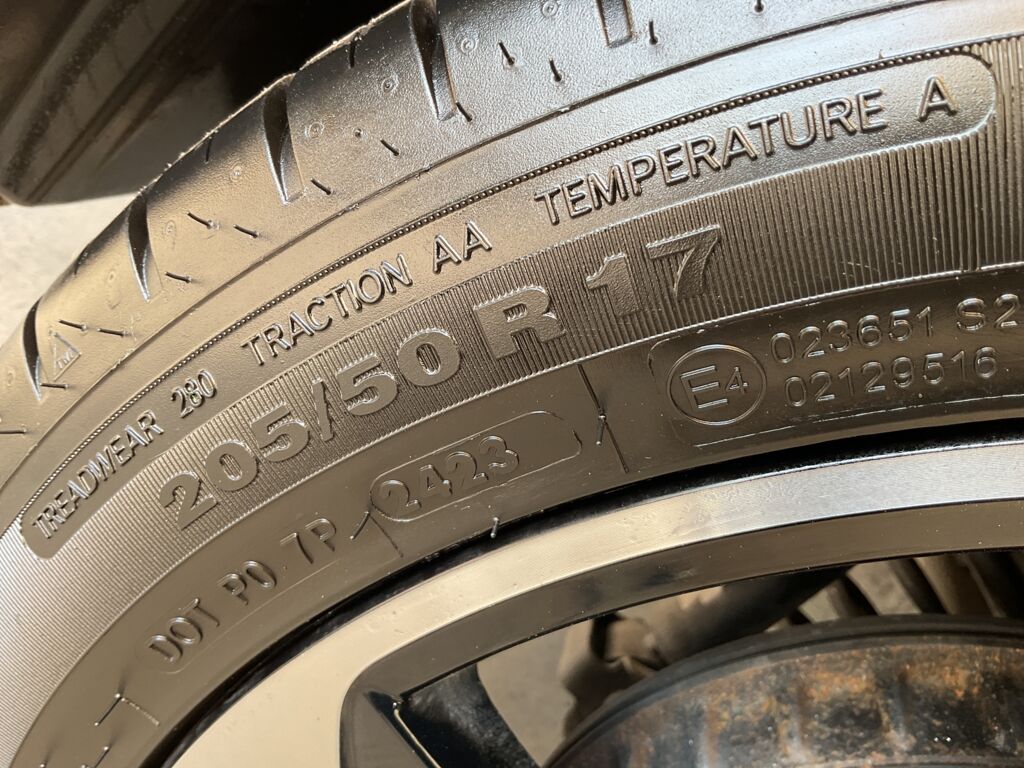 TREADWEAR 280 TRACTION AA TEMPERATURE A
205/50 R 17
DOT P0 7P 2423
E4
023651 S2
02129516